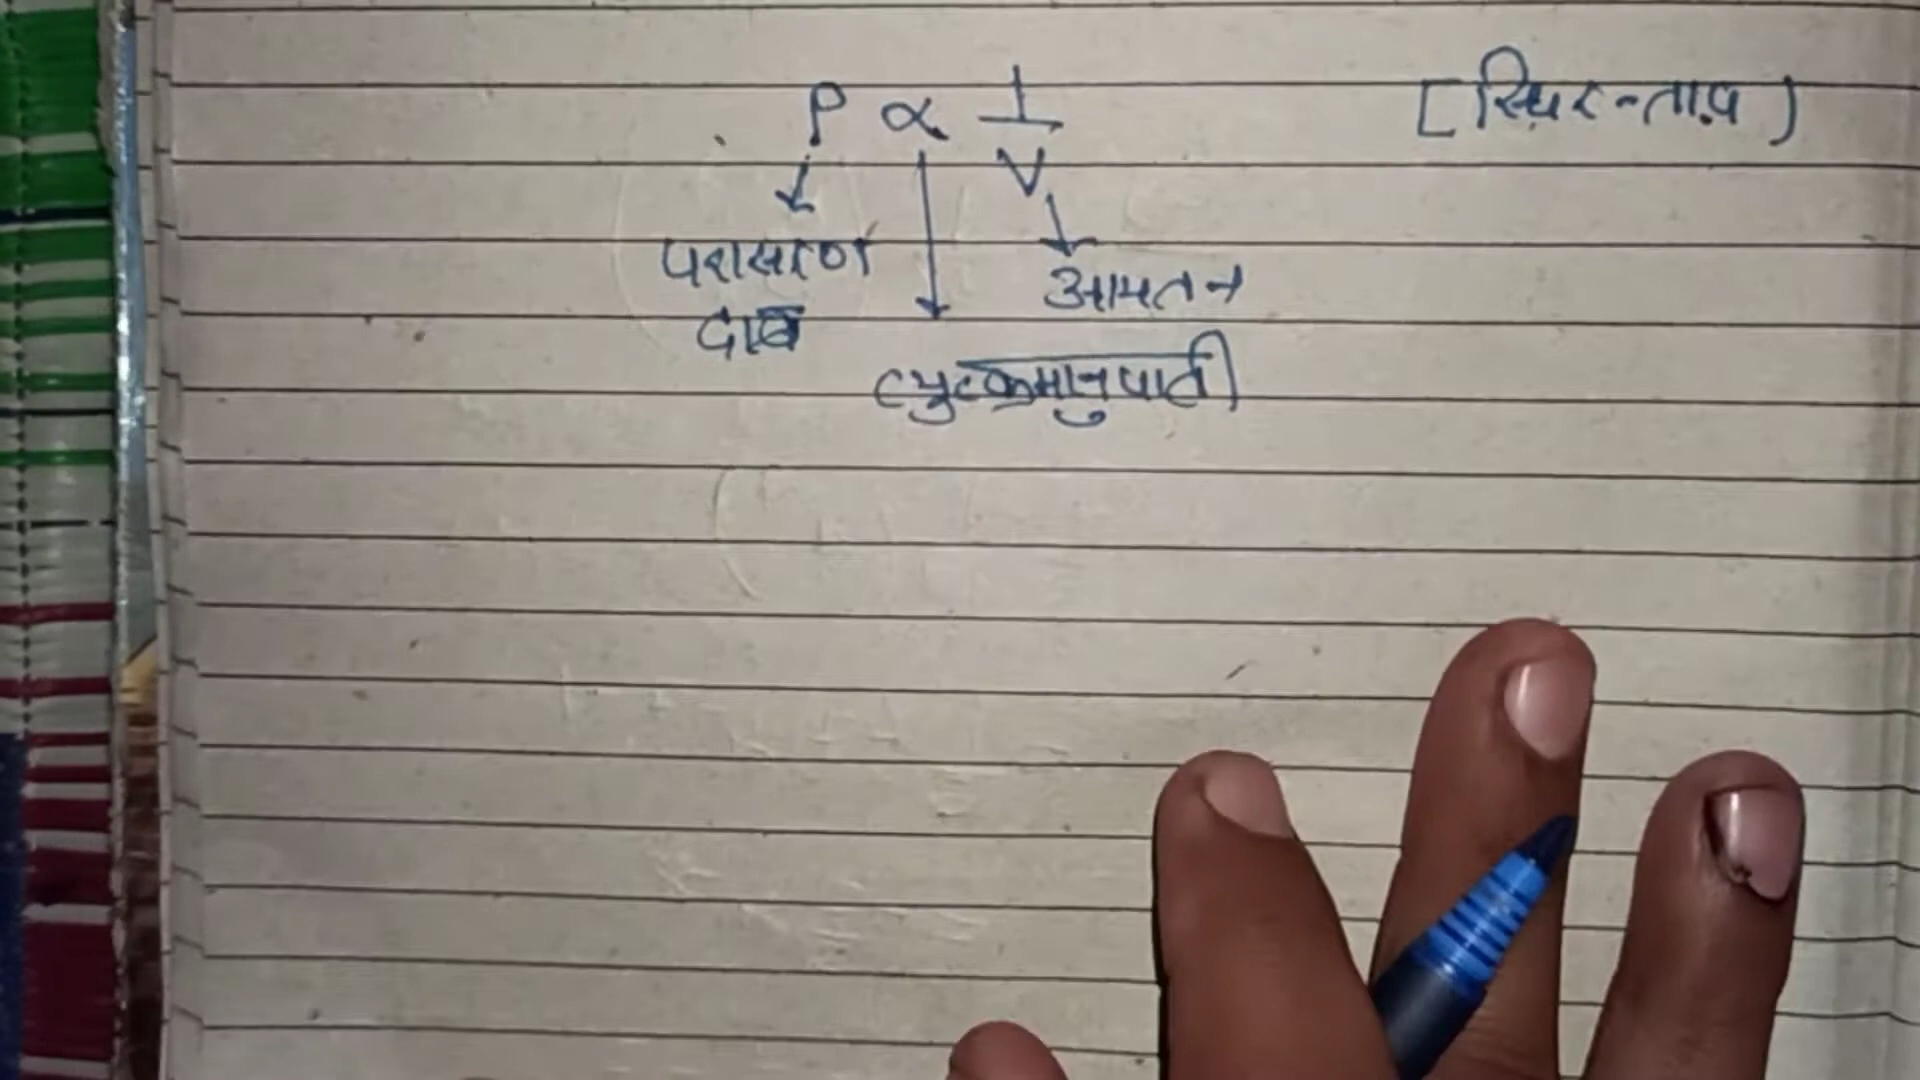 P ∝ 1/V [स्थिर-ताप)
परासरण आयतन
दाब
व्युत्क्रमानुपाती